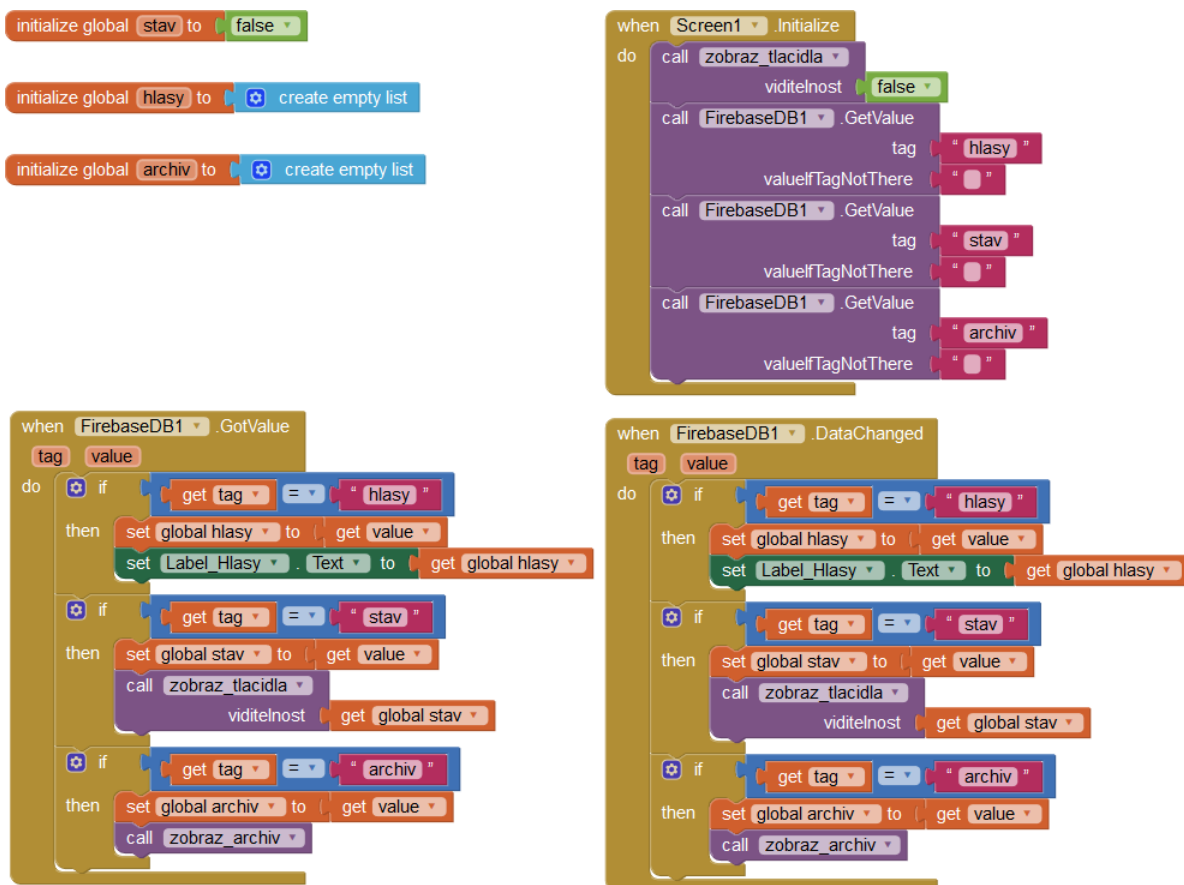 initialize global stav to false
initialize global hlasy to create empty list
initialize global archiv to create empty list
when Screen1 .Initialize
do call zobraz_tlacidla
viditelnost false
call FirebaseDB1 .GetValue
tag " hlasy "
valueIfTagNotThere " "
call FirebaseDB1 .GetValue
tag " stav "
valueIfTagNotThere " "
call FirebaseDB1 .GetValue
tag " archiv "
valueIfTagNotThere " "
when FirebaseDB1 .GotValue
tag value
do if get tag = " hlasy "
then set global hlasy to get value
set Label_Hlasy . Text to get global hlasy
if get tag = " stav "
then set global stav to get value
call zobraz_tlacidla
viditelnost get global stav
if get tag = " archiv "
then set global archiv to get value
call zobraz_archiv
when FirebaseDB1 .DataChanged
tag value
do if get tag = " hlasy "
then set global hlasy to get value
set Label_Hlasy . Text to get global hlasy
if get tag = " stav "
then set global stav to get value
call zobraz_tlacidla
viditelnost get global stav
if get tag = " archiv "
then set global archiv to get value
call zobraz_archiv